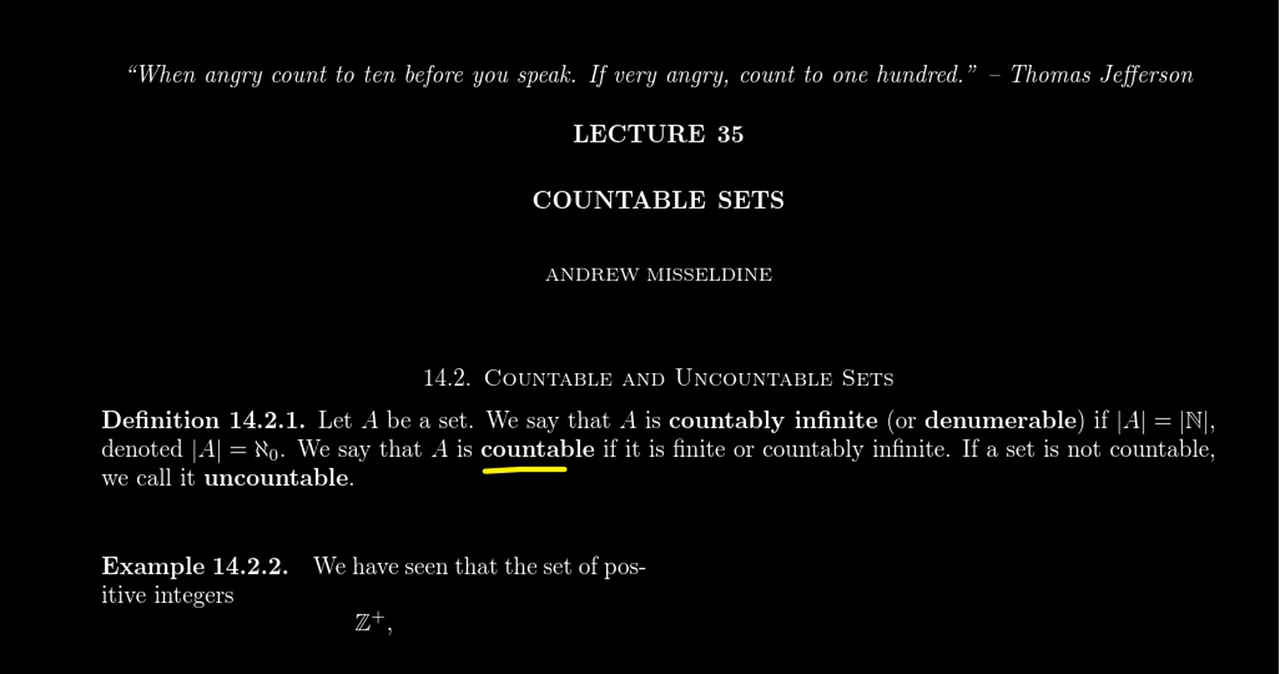 “When angry count to ten before you speak. If very angry, count to one hundred.” – Thomas Jefferson
LECTURE 35
COUNTABLE SETS
ANDREW MISSELDINE
14.2. COUNTABLE AND UNCOUNTABLE SETS
Definition 14.2.1. Let A be a set. We say that A is countably infinite (or denumerable) if |A| = |ℕ|,
denoted |A| = ℵ₀. We say that A is countable if it is finite or countably infinite. If a set is not countable,
we call it uncountable.
Example 14.2.2. We have seen that the set of pos-
itive integers
ℤ⁺,